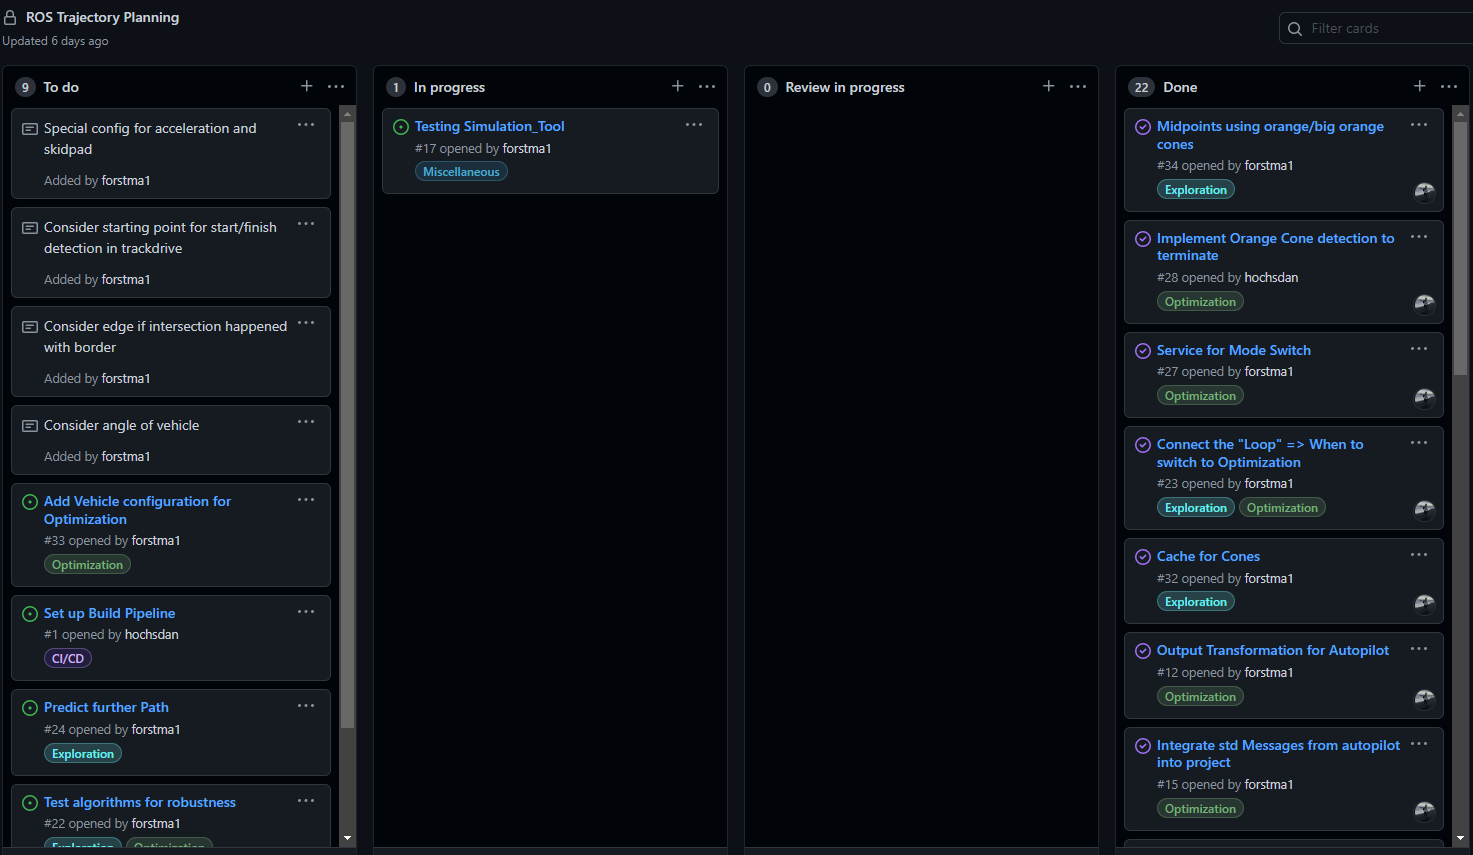 ROS Trajectory Planning
Updated 6 days ago
Filter cards
9 To do
Special config for acceleration and
skidpad
Added by forstma1
Consider starting point for start/finish
detection in trackdrive
Added by forstma1
Consider edge if intersection happened
with border
Added by forstma1
Consider angle of vehicle
Added by forstma1
Add Vehicle configuration for
Optimization
#33 opened by forstma1
Optimization
Set up Build Pipeline
#1 opened by hochsdan
CI/CD
Predict further Path
#24 opened by forstma1
Exploration
Test algorithms for robustness
#22 opened by forstma1
Exploration Optimization
1 In progress
Testing Simulation_Tool
#17 opened by forstma1
Miscellaneous
0 Review in progress
22 Done
Midpoints using orange/big orange
cones
#34 opened by forstma1
Exploration
Implement Orange Cone detection to
terminate
#28 opened by hochsdan
Optimization
Service for Mode Switch
#27 opened by forstma1
Optimization
Connect the "Loop" => When to
switch to Optimization
#23 opened by forstma1
Exploration Optimization
Cache for Cones
#32 opened by forstma1
Exploration
Output Transformation for Autopilot
#12 opened by forstma1
Optimization
Integrate std Messages from autopilot
into project
#15 opened by forstma1
Optimization